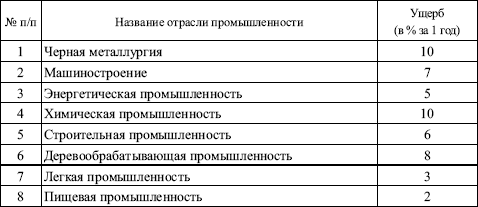 № п/п Название отрасли промышленности Ущерб (в % за 1 год)
1 Черная металлургия 10
2 Машиностроение 7
3 Энергетическая промышленность 5
4 Химическая промышленность 10
5 Строительная промышленность 6
6 Деревообрабатывающая промышленность 8
7 Легкая промышленность 3
8 Пищевая промышленность 2